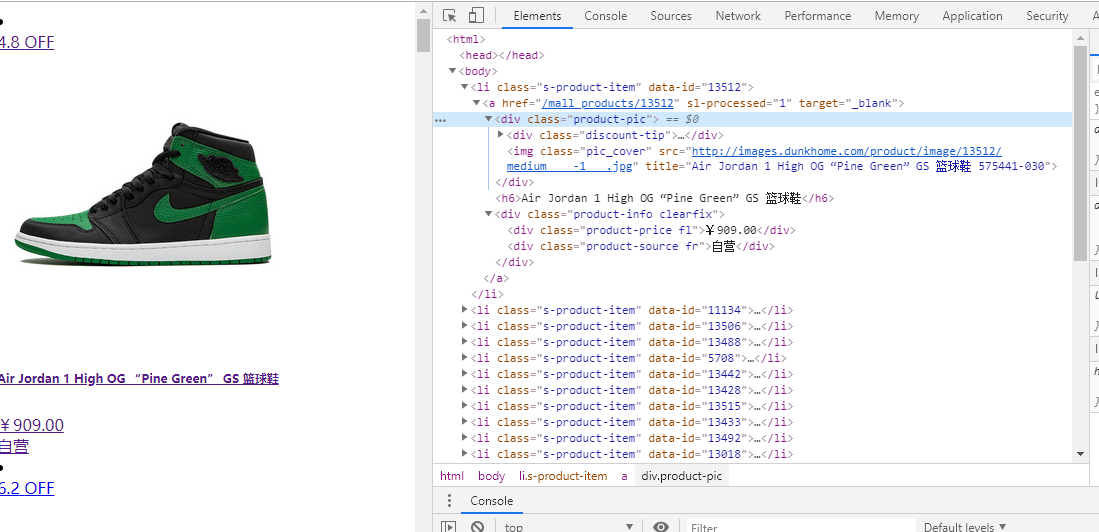 4.8 OFF
Air Jordan 1 High OG “Pine Green” GS 篮球鞋
￥909.00
自营
6.2 OFF
Elements Console Sources Network Performance Memory Application Security
<html>
<head></head>
<body>
<li class="s-product-item" data-id="13512">
<a href="/mall_products/13512" sl-processed="1" target="_blank">
<div class="product-pic"> == $0
<div class="discount-tip">…</div>
<img class="pic_cover" src="http://images.dunkhome.com/product/image/13512/
medium____-1___.jpg" title="Air Jordan 1 High OG “Pine Green” GS 篮球鞋 575441-030">
</div>
<h6>Air Jordan 1 High OG “Pine Green” GS 篮球鞋</h6>
<div class="product-info clearfix">
<div class="product-price fl">￥909.00</div>
<div class="product-source fr">自营</div>
</div>
</a>
</li>
<li class="s-product-item" data-id="11134">…</li>
<li class="s-product-item" data-id="13506">…</li>
<li class="s-product-item" data-id="13488">…</li>
<li class="s-product-item" data-id="5708">…</li>
<li class="s-product-item" data-id="13442">…</li>
<li class="s-product-item" data-id="13428">…</li>
<li class="s-product-item" data-id="13515">…</li>
<li class="s-product-item" data-id="13433">…</li>
<li class="s-product-item" data-id="13492">…</li>
<li class="s-product-item" data-id="13018">…</li>
html body li.s-product-item a div.product-pic
Console
top Filter Default levels